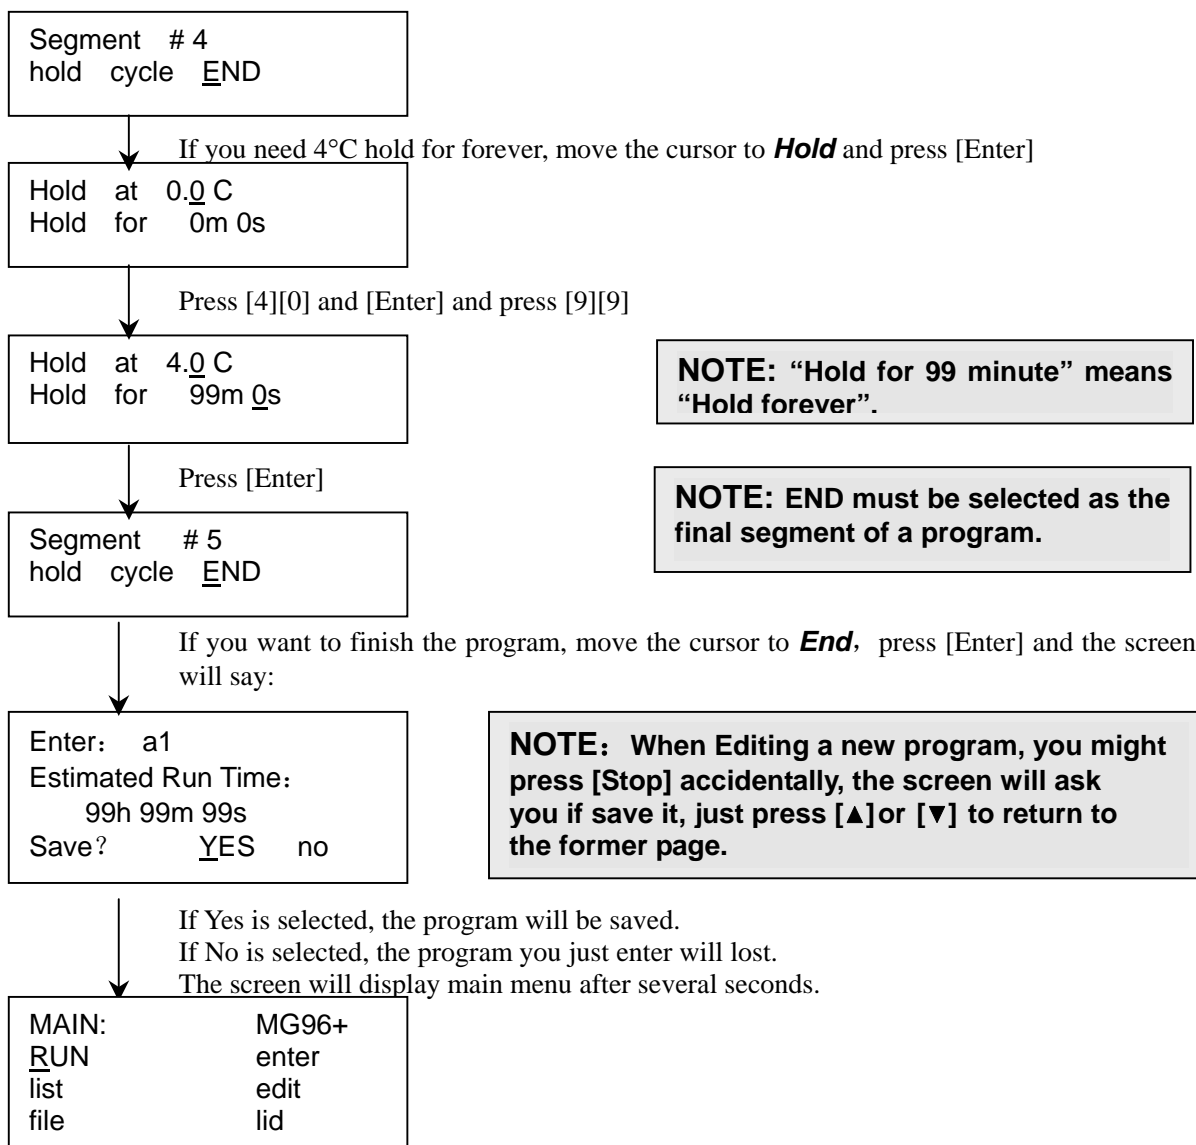 Segment # 4
hold cycle END
If you need 4°C hold for forever, move the cursor to Hold and press [Enter]
Hold at 0.0 C
Hold for 0m 0s
Press [4][0] and [Enter] and press [9][9]
Hold at 4.0 C
Hold for 99m 0s
NOTE: “Hold for 99 minute” means
“Hold forever”.
Press [Enter]
NOTE: END must be selected as the
final segment of a program.
Segment # 5
hold cycle END
If you want to finish the program, move the cursor to End，press [Enter] and the screen
will say:
Enter： a1
Estimated Run Time：
99h 99m 99s
Save？ YES no
NOTE：When Editing a new program, you might
press [Stop] accidentally, the screen will ask
you if save it, just press [▲]or [▼] to return to
the former page.
If Yes is selected, the program will be saved.
If No is selected, the program you just enter will lost.
The screen will display main menu after several seconds.
MAIN: MG96+
RUN enter
list edit
file lid